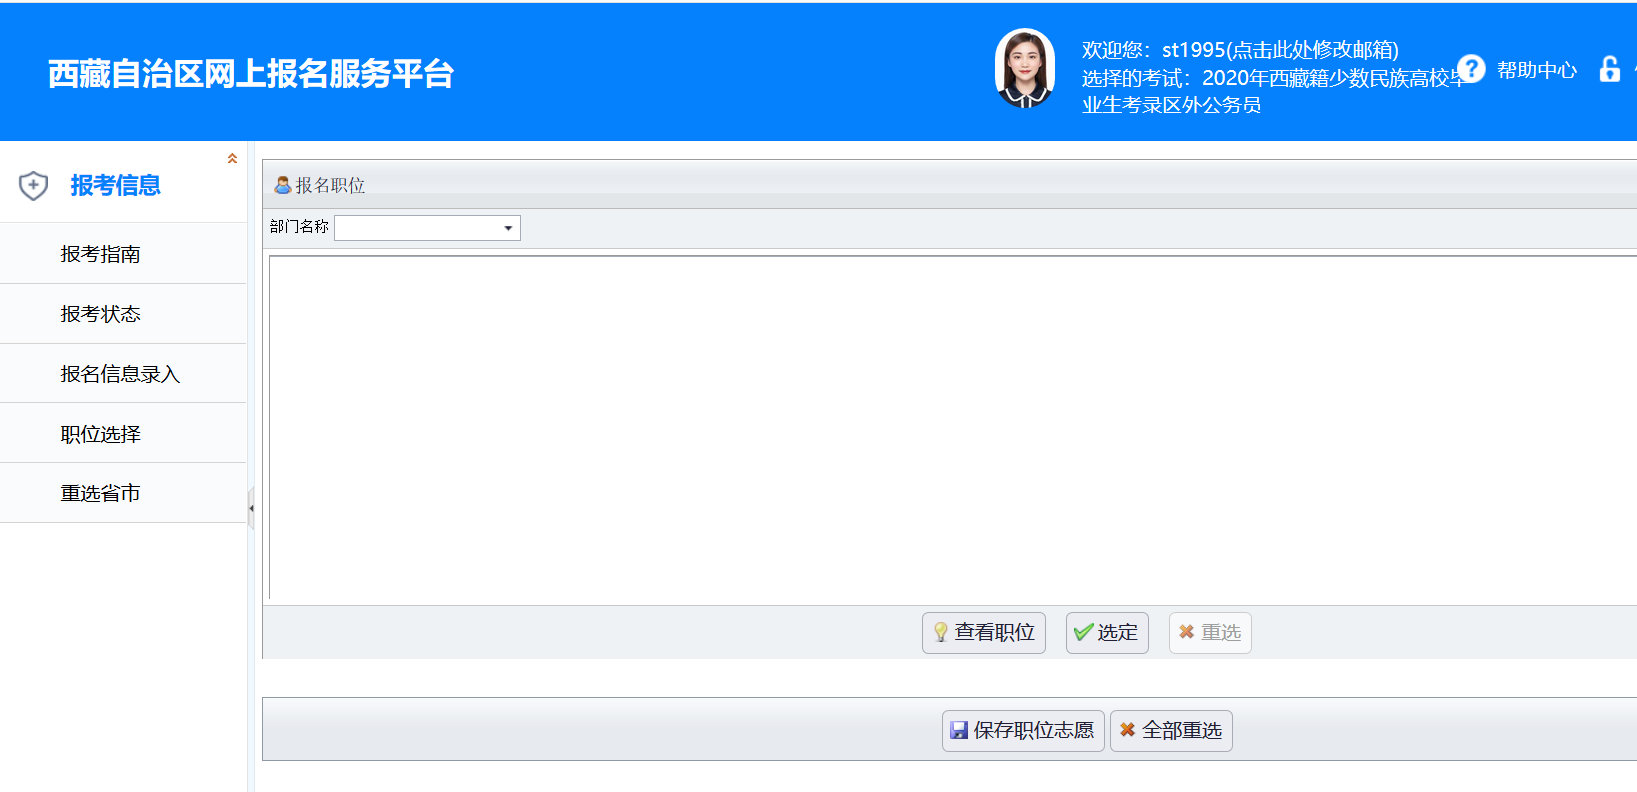 西藏自治区网上报名服务平台
欢迎您：st1995(点击此处修改邮箱)
选择的考试：2020年西藏籍少数民族高校毕
业生考录区外公务员
帮助中心
报考信息
报考指南
报考状态
报名信息录入
职位选择
重选省市
报名职位
部门名称
查看职位
选定
重选
保存职位志愿
全部重选